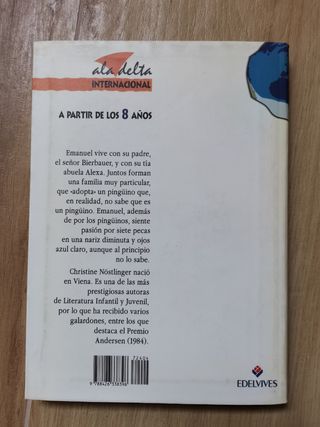 ala delta
INTERNACIONAL
A PARTIR DE LOS 8 AÑOS
Emanuel vive con su padre,
el señor Bierbauer, y con su tía
abuela Alexa. Juntos forman
una familia muy particular,
que «adopta» un pingüino que,
en realidad, no sabe que es
un pingüino. Emanuel, además
de por los pingüinos, siente
pasión por siete pecas
en una nariz diminuta y ojos
azul claro, aunque al principio
no lo sabe.
Christine Nöstlinger nació
en Viena. Es una de las más
prestigiosas autoras
de Literatura Infantil y Juvenil,
por lo que ha recibido varios
galardones, entre los que
destaca el Premio
Andersen (1984).
72404
EDELVIVES